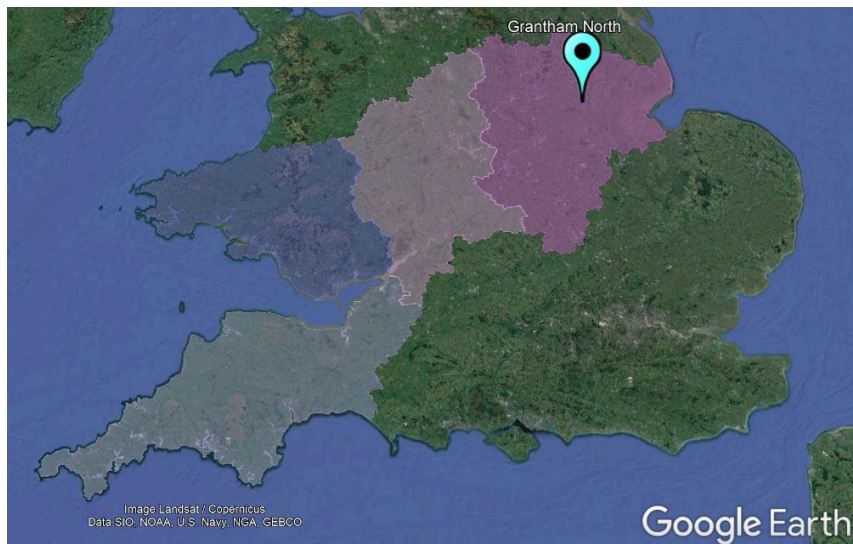 Grantham North
Image Landsat / Copernicus
Data SIO, NOAA, U.S. Navy, NGA, GEBCO
Google Earth